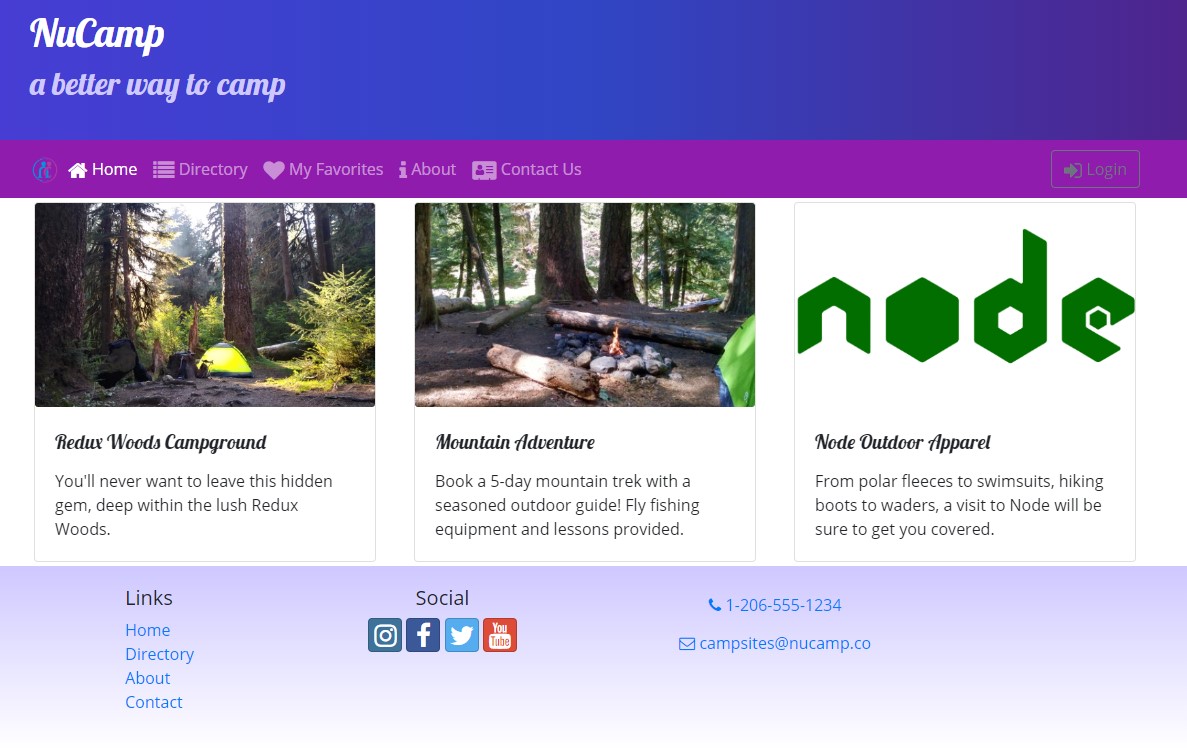 NuCamp
a better way to camp
Home Directory My Favorites About Contact Us Login
node
Redux Woods Campground
You'll never want to leave this hidden
gem, deep within the lush Redux
Woods.
Mountain Adventure
Book a 5-day mountain trek with a
seasoned outdoor guide! Fly fishing
equipment and lessons provided.
Node Outdoor Apparel
From polar fleeces to swimsuits, hiking
boots to waders, a visit to Node will be
sure to get you covered.
Links
Home
Directory
About
Contact
Social
You
Tube
1-206-555-1234
campsites@nucamp.co